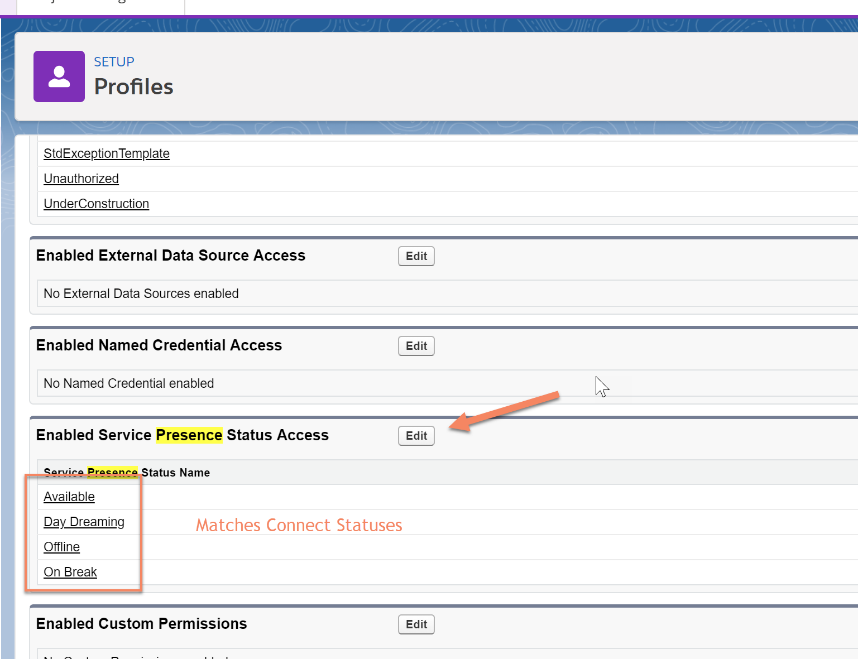 SETUP
Profiles
StdExceptionTemplate
Unauthorized
UnderConstruction
Enabled External Data Source Access Edit
No External Data Sources enabled
Enabled Named Credential Access Edit
No Named Credential enabled
Enabled Service Presence Status Access Edit
Service Presence Status Name
Available
Day Dreaming
Matches Connect Statuses
Offline
On Break
Enabled Custom Permissions Edit